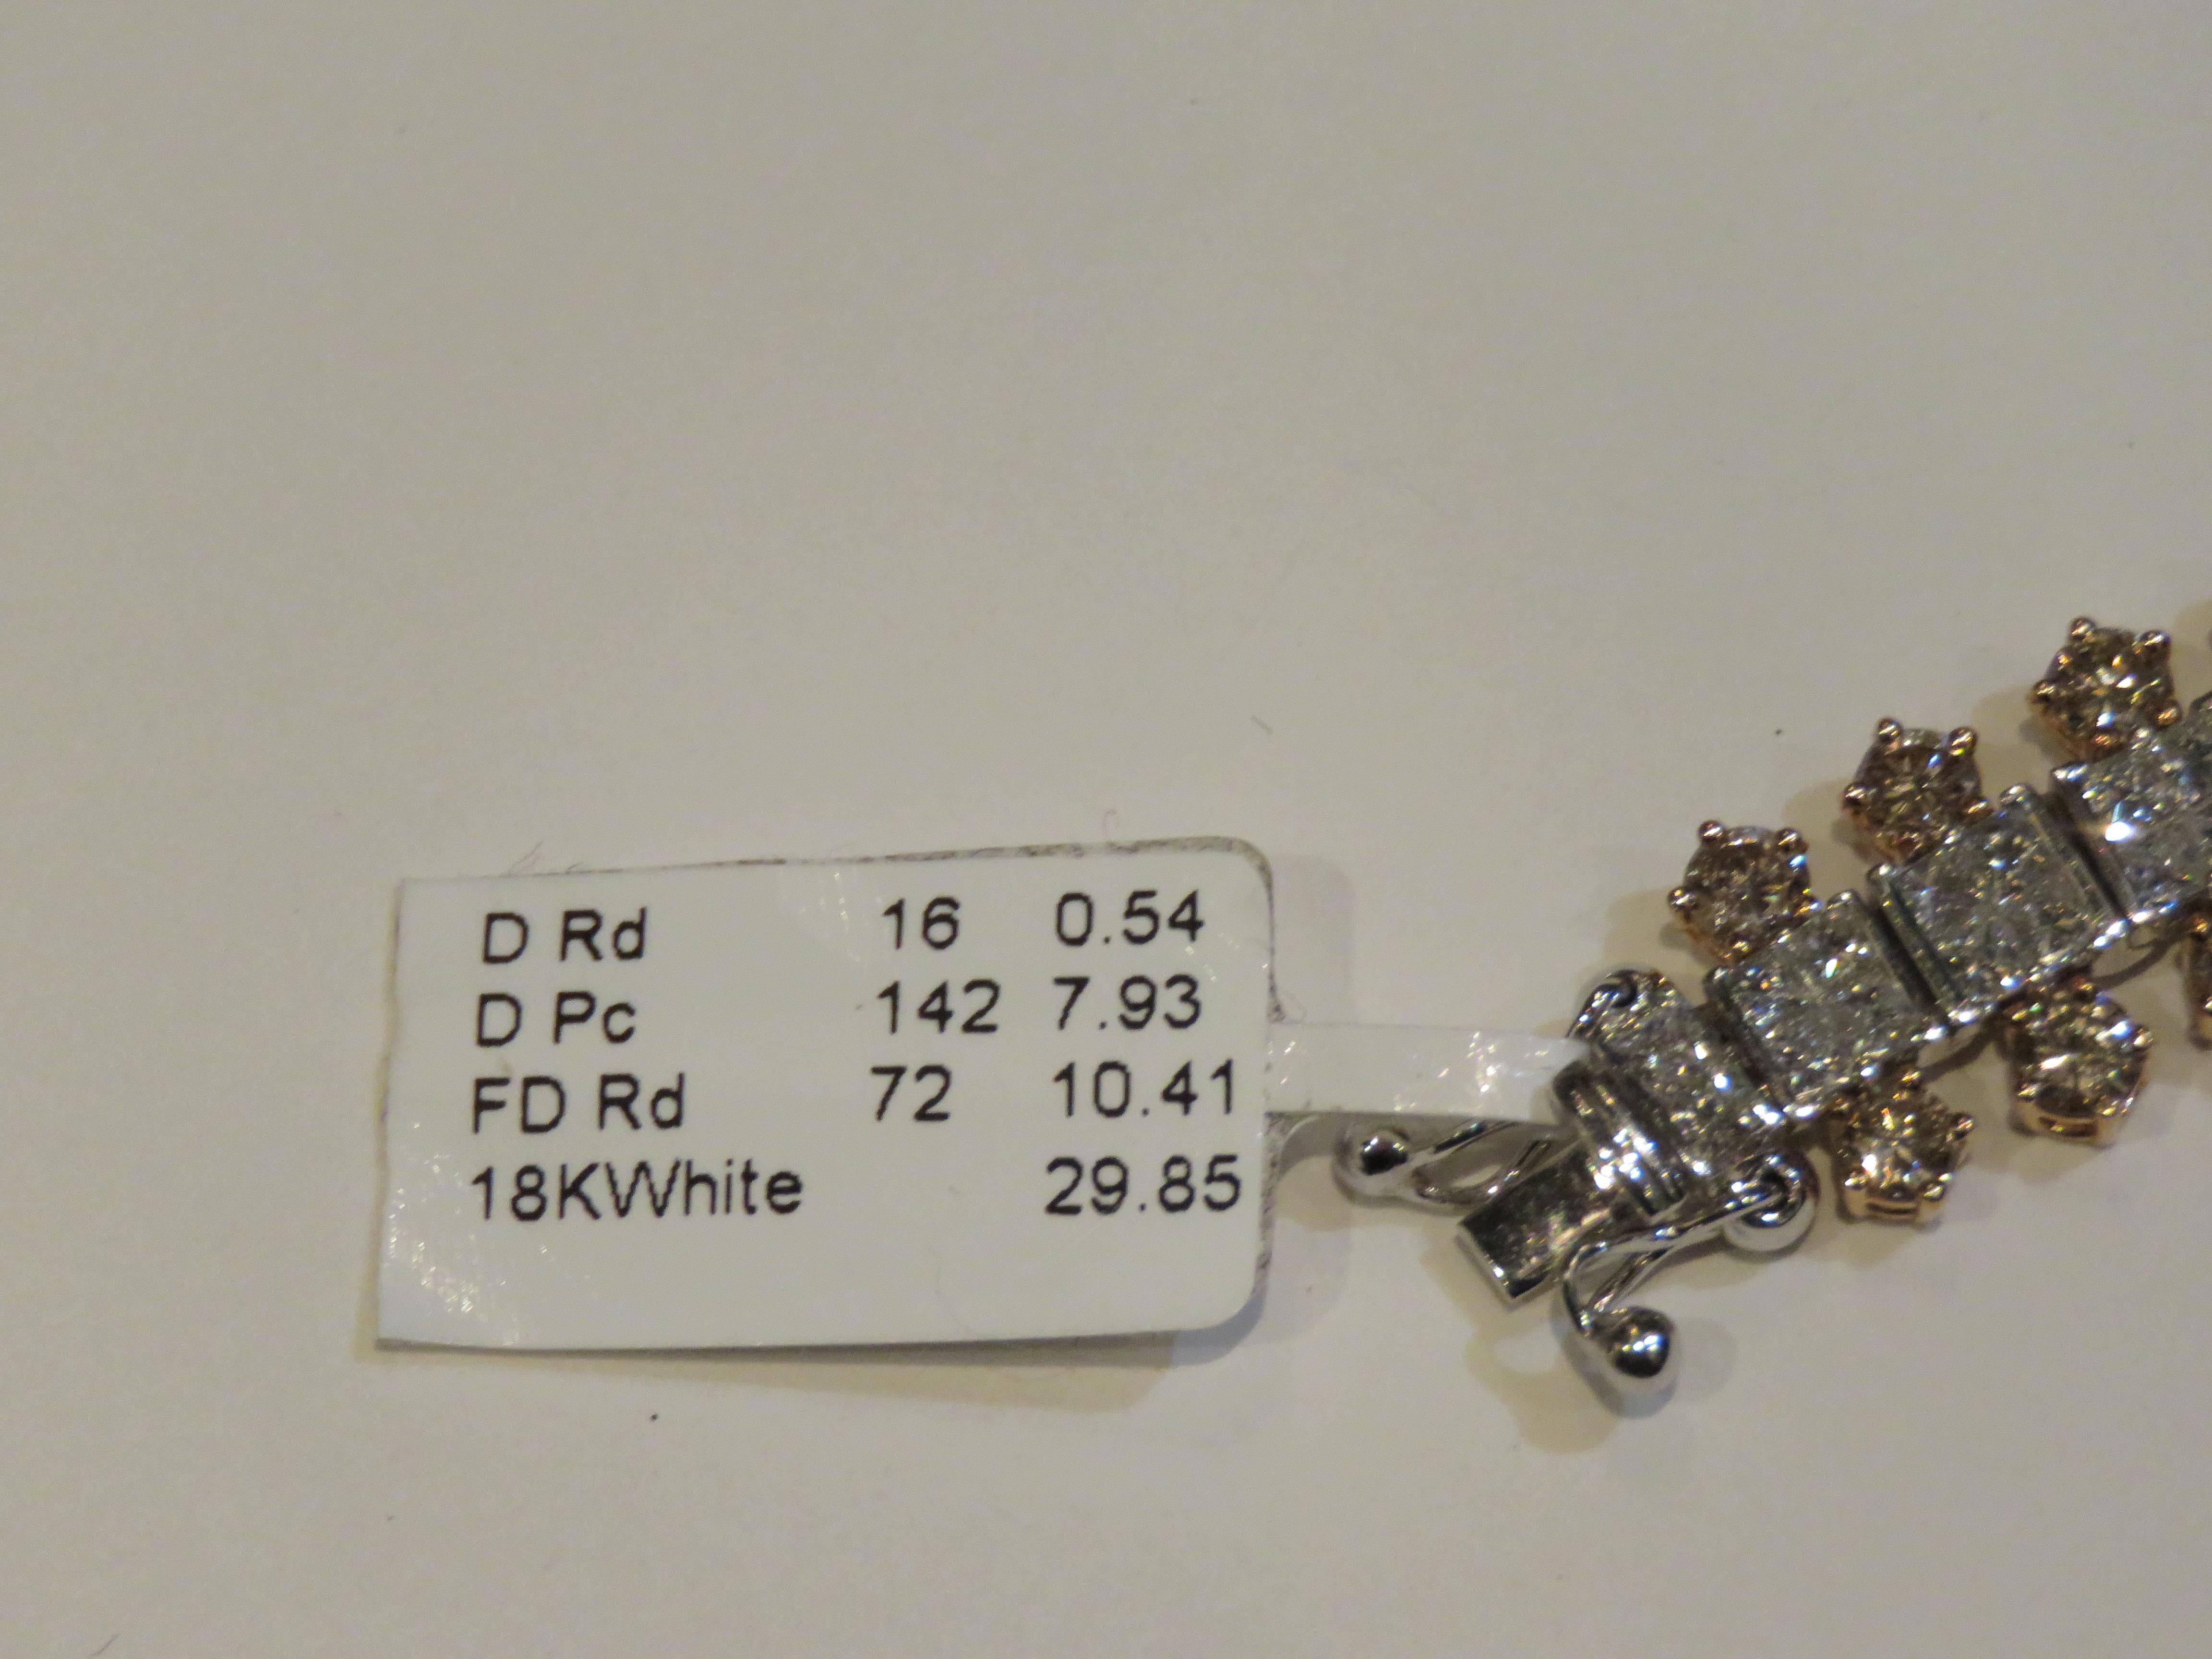 D Rd 16 0.54
D Pc 142 7.93
FD Rd 72 10.41
18KWhite 29.85